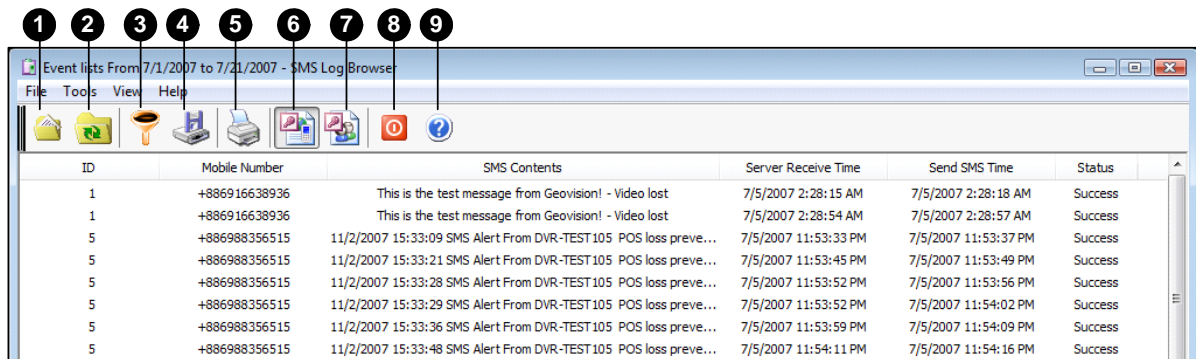 1 2 3 4 5 6 7 8 9
Event lists From 7/1/2007 to 7/21/2007 - SMS Log Browser
File Tools View Help
ID Mobile Number SMS Contents Server Receive Time Send SMS Time Status
1 +886916638936 This is the test message from Geovision! - Video lost 7/5/2007 2:28:15 AM 7/5/2007 2:28:18 AM Success
1 +886916638936 This is the test message from Geovision! - Video lost 7/5/2007 2:28:54 AM 7/5/2007 2:28:57 AM Success
5 +886988356515 11/2/2007 15:33:09 SMS Alert From DVR-TEST105 POS loss preve... 7/5/2007 11:53:33 PM 7/5/2007 11:53:37 PM Success
5 +886988356515 11/2/2007 15:33:21 SMS Alert From DVR-TEST105 POS loss preve... 7/5/2007 11:53:45 PM 7/5/2007 11:53:49 PM Success
5 +886988356515 11/2/2007 15:33:28 SMS Alert From DVR-TEST105 POS loss preve... 7/5/2007 11:53:52 PM 7/5/2007 11:53:56 PM Success
5 +886988356515 11/2/2007 15:33:29 SMS Alert From DVR-TEST105 POS loss preve... 7/5/2007 11:53:52 PM 7/5/2007 11:54:02 PM Success
5 +886988356515 11/2/2007 15:33:36 SMS Alert From DVR-TEST105 POS loss preve... 7/5/2007 11:53:59 PM 7/5/2007 11:54:09 PM Success
5 +886988356515 11/2/2007 15:33:48 SMS Alert From DVR-TEST105 POS loss preve... 7/5/2007 11:54:11 PM 7/5/2007 11:54:16 PM Success